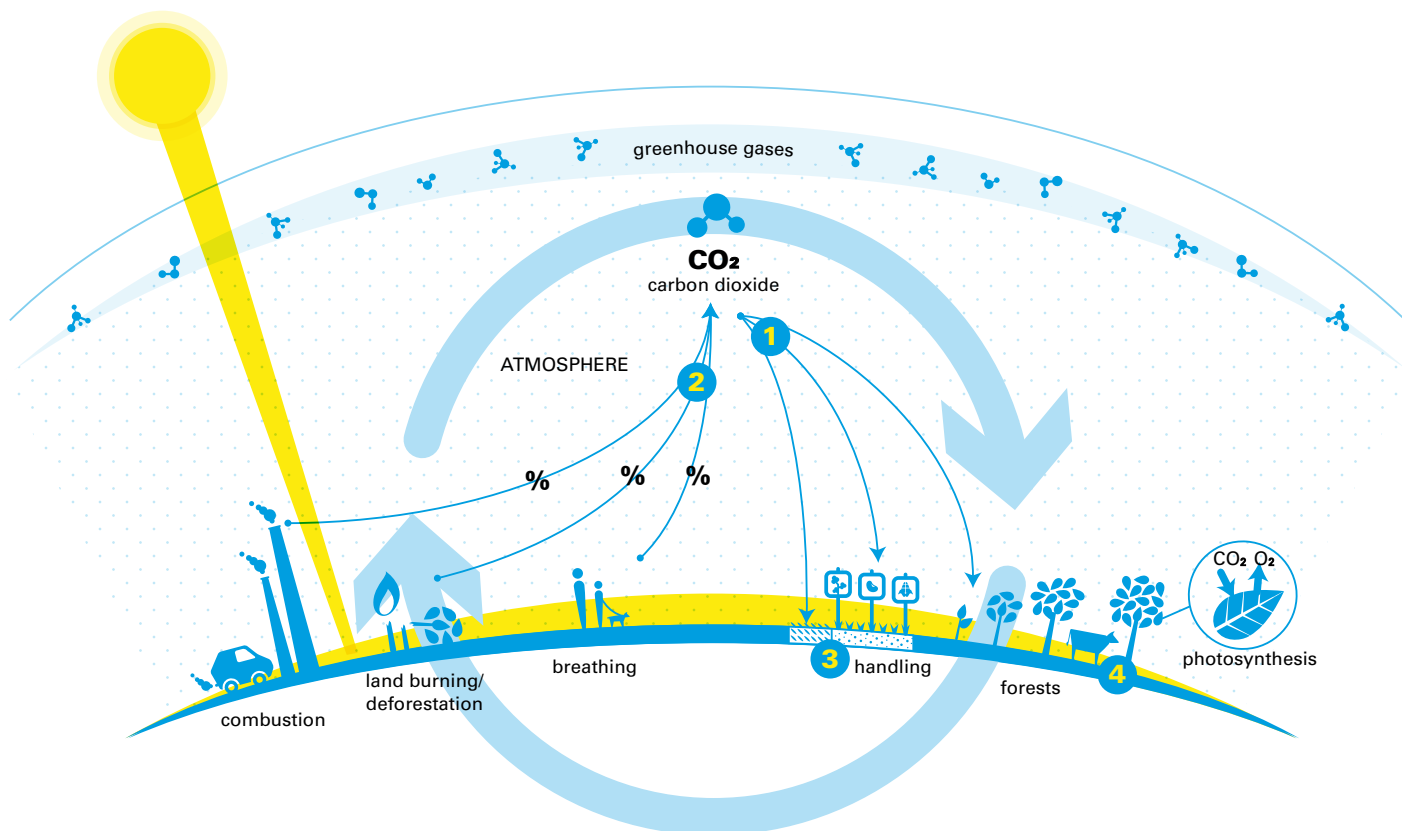 greenhouse gases
CO₂
carbon dioxide
1
ATMOSPHERE
2
%
%
%
CO₂ O₂
photosynthesis
3
handling
breathing
4
forests
land burning/
deforestation
combustion